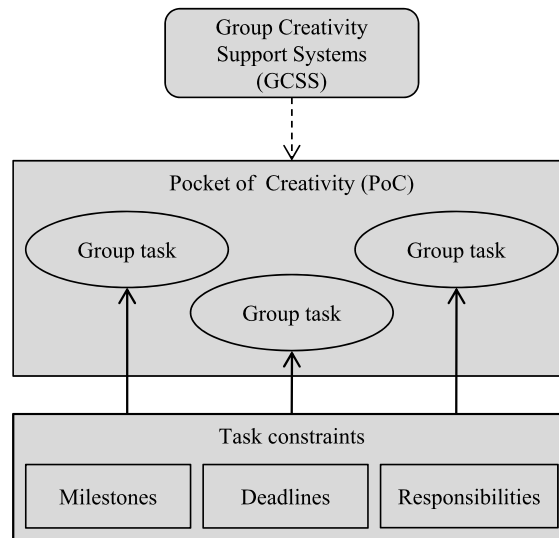 Group Creativity
Support Systems
(GCSS)
Pocket of Creativity (PoC)
Group task
Group task
Group task
Task constraints
Milestones
Deadlines
Responsibilities